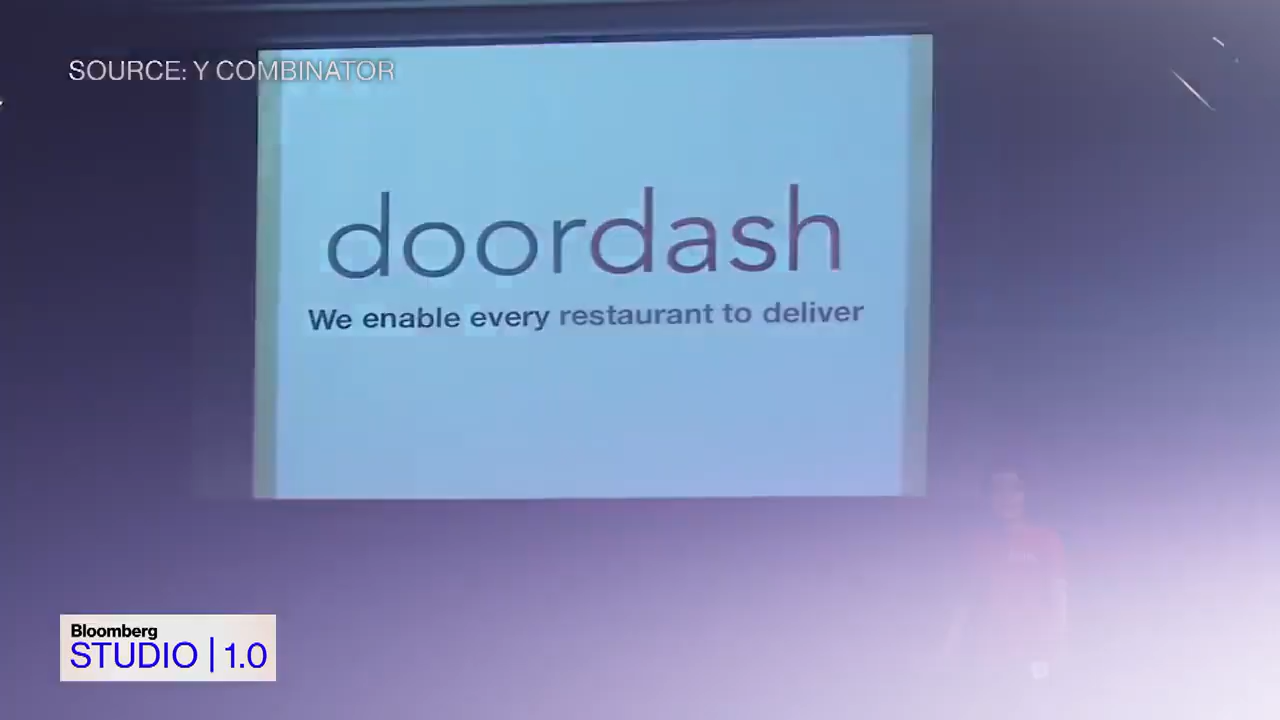 SOURCE: Y COMBINATOR
doordash
We enable every restaurant to deliver
Bloomberg
STUDIO | 1.0